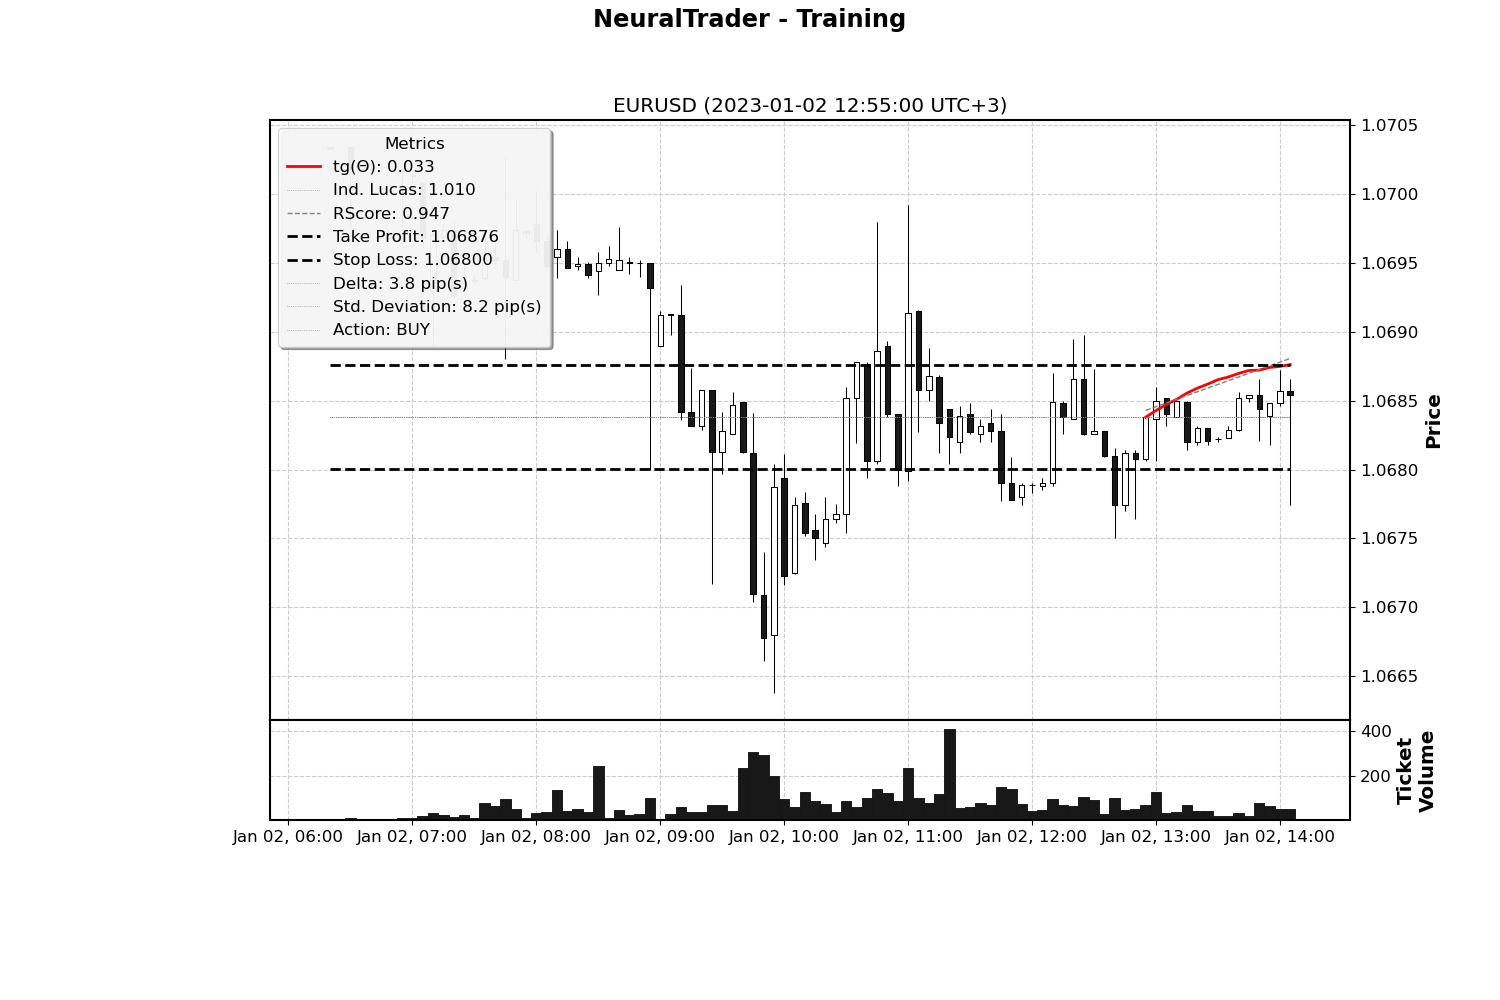 NeuralTrader - Training
EURUSD (2023-01-02 12:55:00 UTC+3)
Metrics
tg(Θ): 0.033
Ind. Lucas: 1.010
RScore: 0.947
Take Profit: 1.06876
Stop Loss: 1.06800
Delta: 3.8 pip(s)
Std. Deviation: 8.2 pip(s)
Action: BUY
1.0705
1.0700
1.0695
1.0690
1.0685
1.0680
1.0675
1.0670
1.0665
Price
400
200
Ticket
Volume
Jan 02, 06:00
Jan 02, 07:00
Jan 02, 08:00
Jan 02, 09:00
Jan 02, 10:00
Jan 02, 11:00
Jan 02, 12:00
Jan 02, 13:00
Jan 02, 14:00